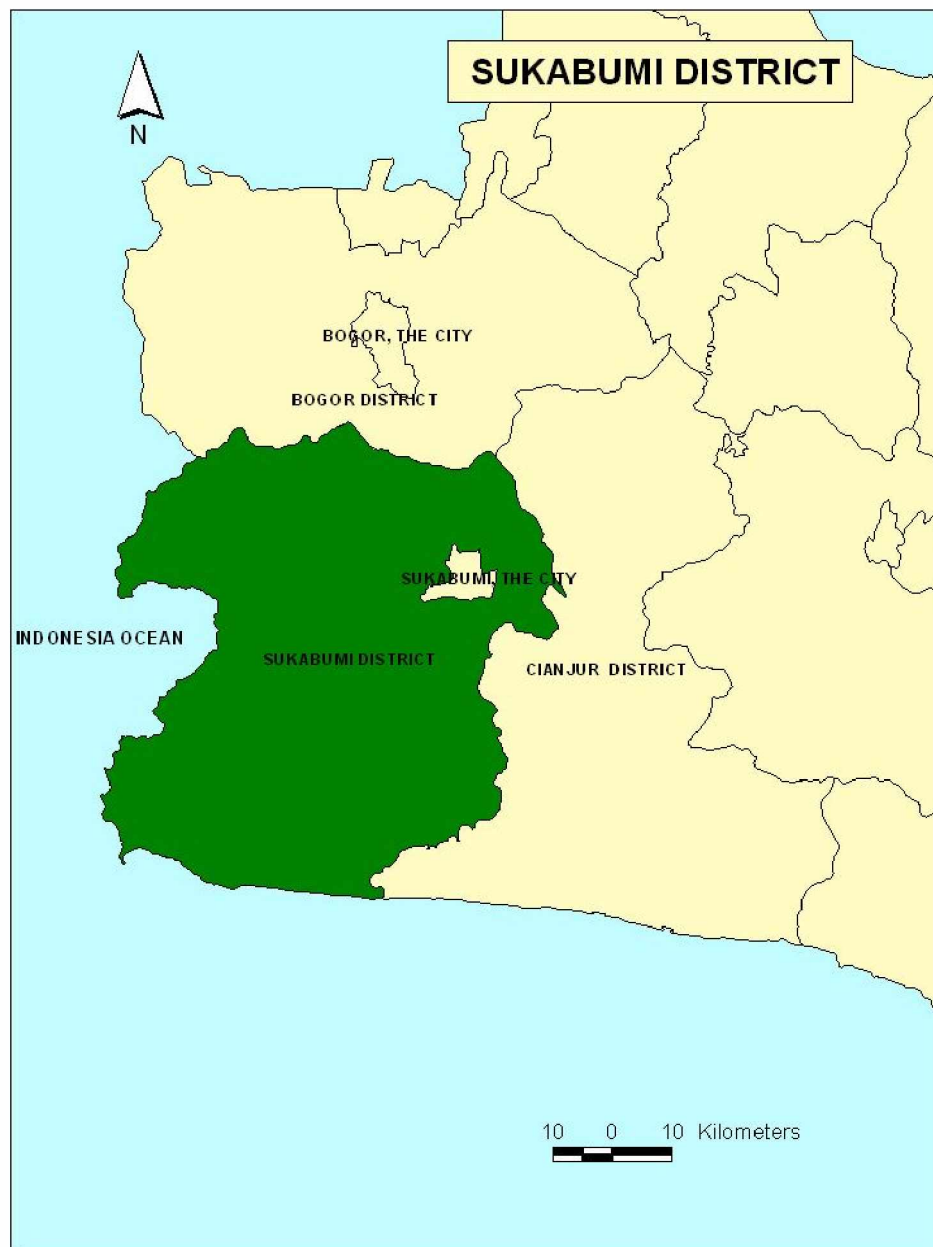 SUKABUMI DISTRICT
N
BOGOR, THE CITY
BOGOR DISTRICT
SUKABUMI, THE CITY
INDONESIA OCEAN
SUKABUMI DISTRICT
CIANJUR DISTRICT
10 0 10 Kilometers